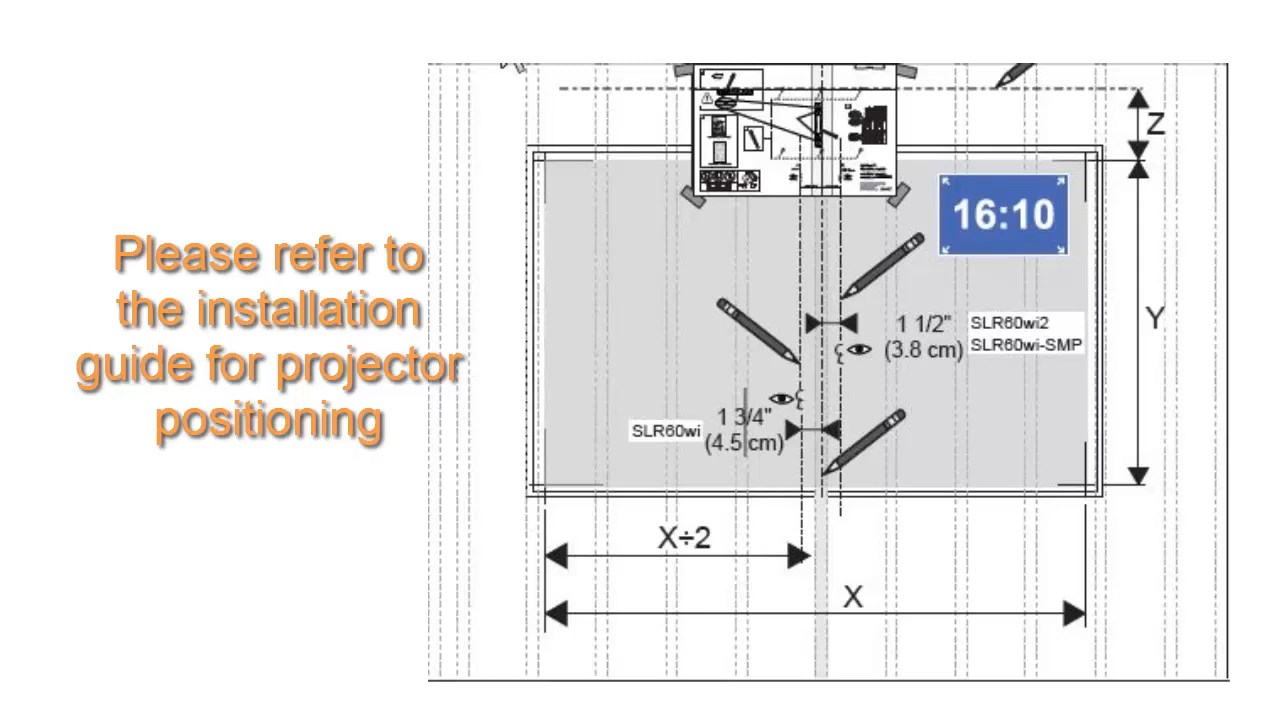 Please refer to
the installation
guide for projector
positioning
Z
16:10
Y
1 1/2"
(3.8 cm)
SLR60wi2
SLR60wi-SMP
SLR60wi
1 3/4"
(4.5 cm)
X÷2
X